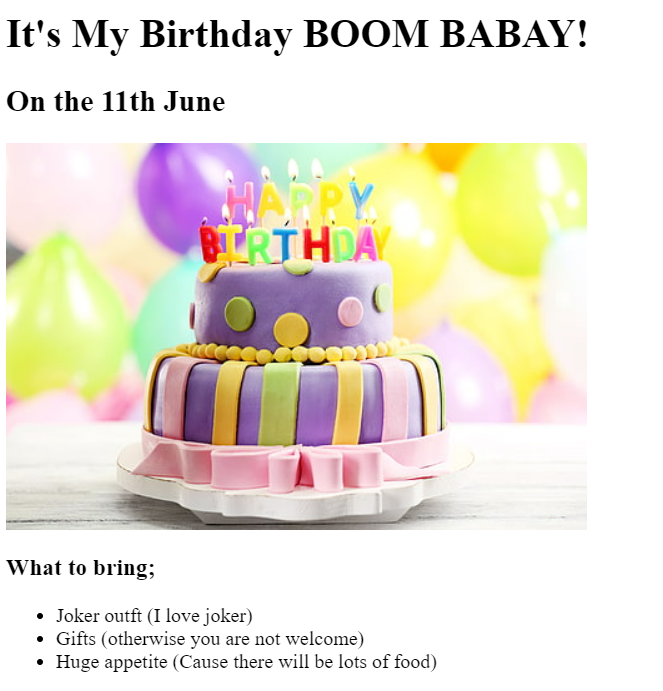 It's My Birthday BOOM BABAY!
On the 11th June
HAPPY
BIRTHDAY
What to bring;
Joker outft (I love joker)
Gifts (otherwise you are not welcome)
Huge appetite (Cause there will be lots of food)